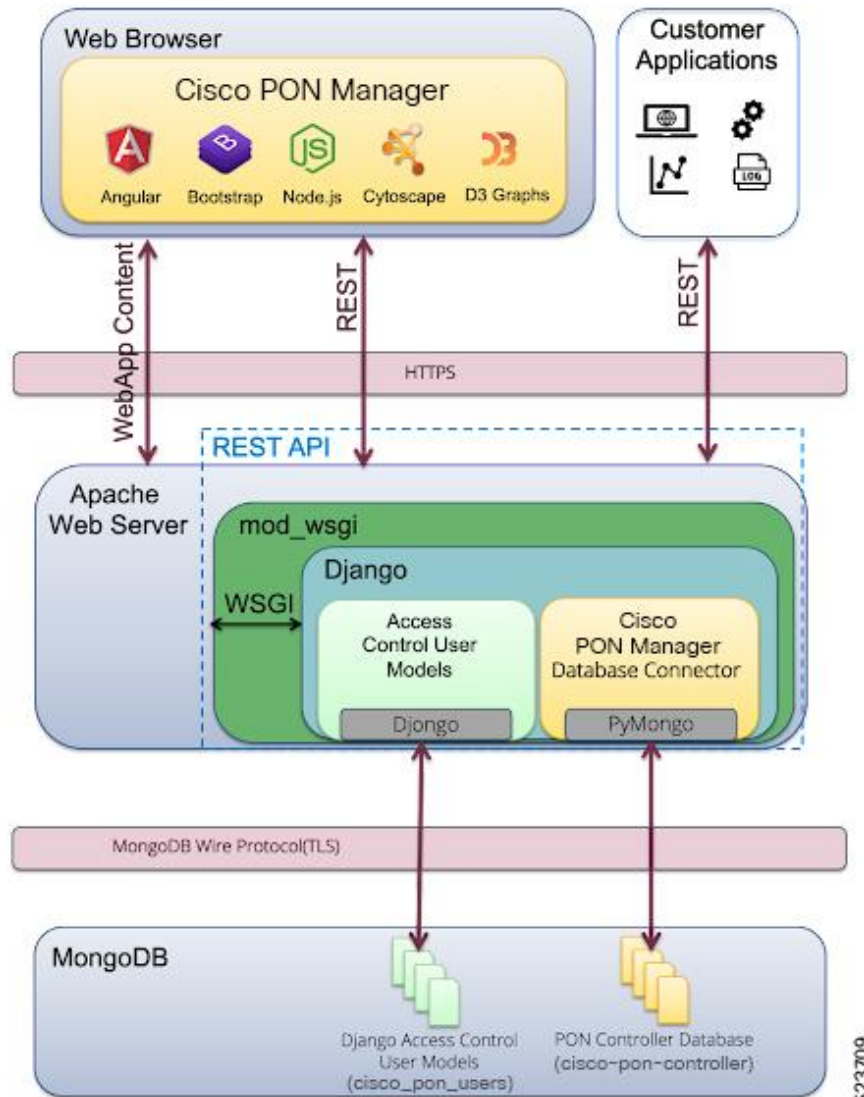 Web Browser
Cisco PON Manager
Angular
Bootstrap
Node.js
Cytoscape
D3 Graphs
Customer
Applications
LOG
WebApp Content
REST
REST
HTTPS
REST API
Apache
Web Server
mod_wsgi
Django
WSGI
Access
Control User
Models
Djongo
Cisco
PON Manager
Database Connector
PyMongo
MongoDB Wire Protocol(TLS)
MongoDB
Django Access Control
User Models
(cisco_pon_users)
PON Controller Database
(cisco-pon-controller)